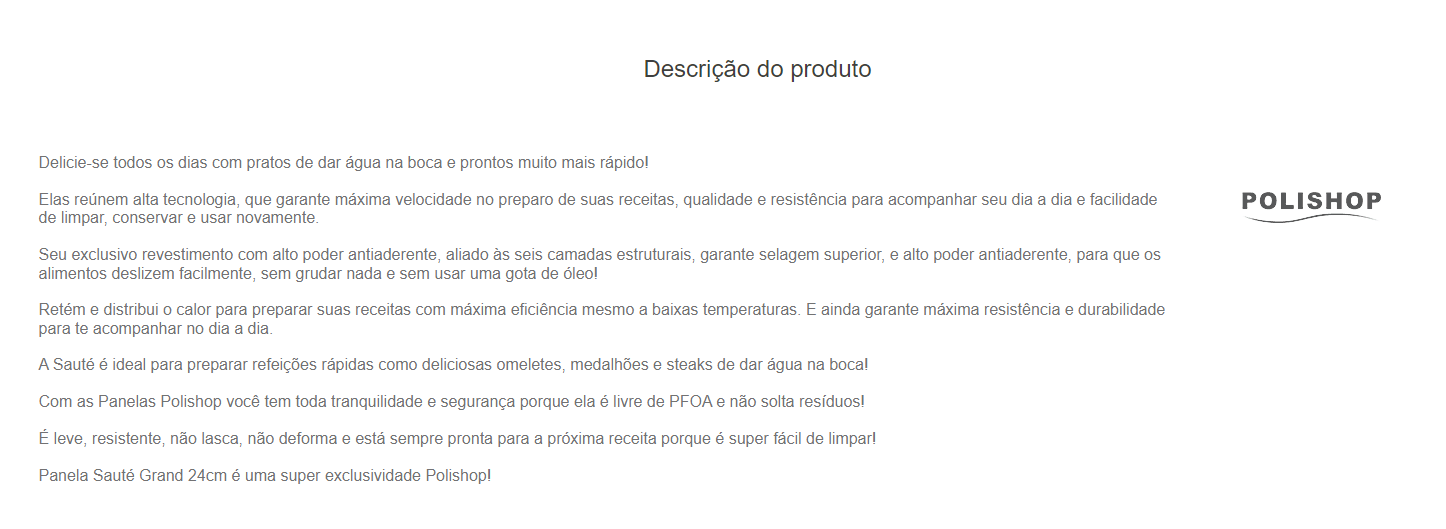 Descrição do produto
Delicie-se todos os dias com pratos de dar água na boca e prontos muito mais rápido!
Elas reúnem alta tecnologia, que garante máxima velocidade no preparo de suas receitas, qualidade e resistência para acompanhar seu dia a dia e facilidade
de limpar, conservar e usar novamente.
POLISHOP
Seu exclusivo revestimento com alto poder antiaderente, aliado às seis camadas estruturais, garante selagem superior, e alto poder antiaderente, para que os
alimentos deslizem facilmente, sem grudar nada e sem usar uma gota de óleo!
Retém e distribui o calor para preparar suas receitas com máxima eficiência mesmo a baixas temperaturas. E ainda garante máxima resistência e durabilidade
para te acompanhar no dia a dia.
A Sauté é ideal para preparar refeições rápidas como deliciosas omeletes, medalhões e steaks de dar água na boca!
Com as Panelas Polishop você tem toda tranquilidade e segurança porque ela é livre de PFOA e não solta resíduos!
É leve, resistente, não lasca, não deforma e está sempre pronta para a próxima receita porque é super fácil de limpar!
Panela Sauté Grand 24cm é uma super exclusividade Polishop!